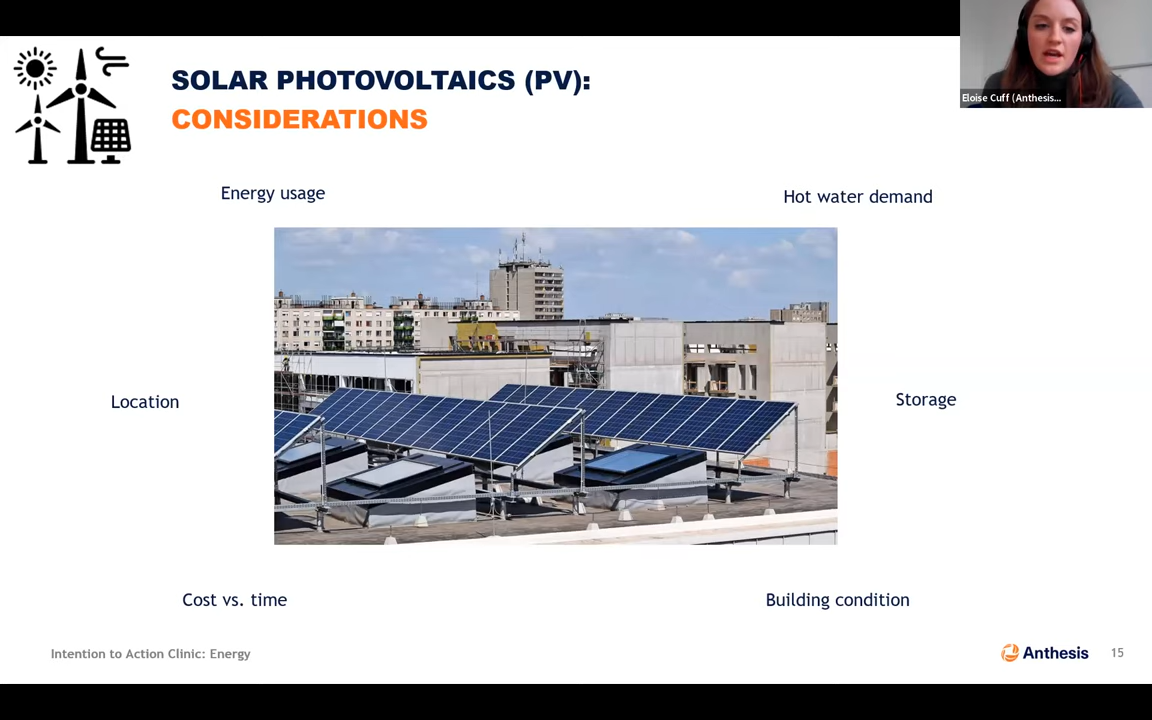 SOLAR PHOTOVOLTAICS (PV):
CONSIDERATIONS
Eloise Cuff (Anthesis...
Energy usage
Hot water demand
Location
Storage
Cost vs. time
Building condition
Intention to Action Clinic: Energy
Anthesis
15